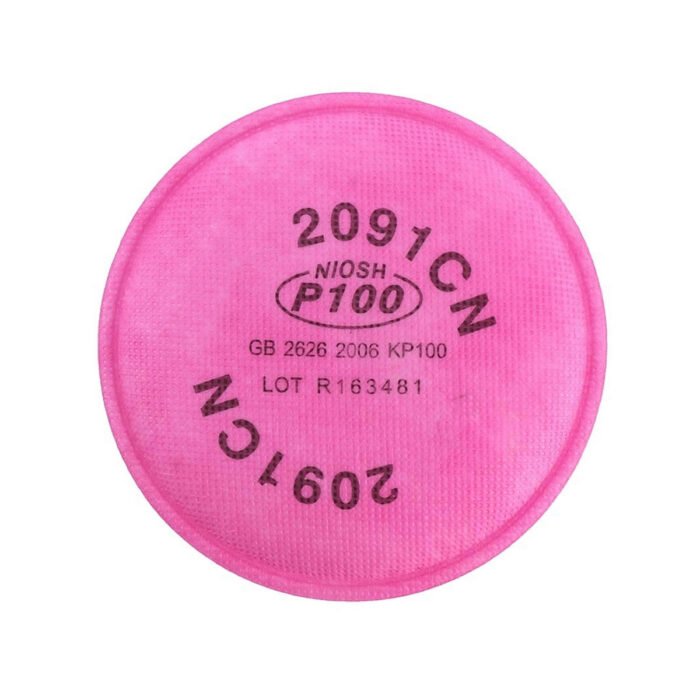 2091CN
NIOSH
P100
GB 2626 2006 KP100
LOT R163481
2091CN